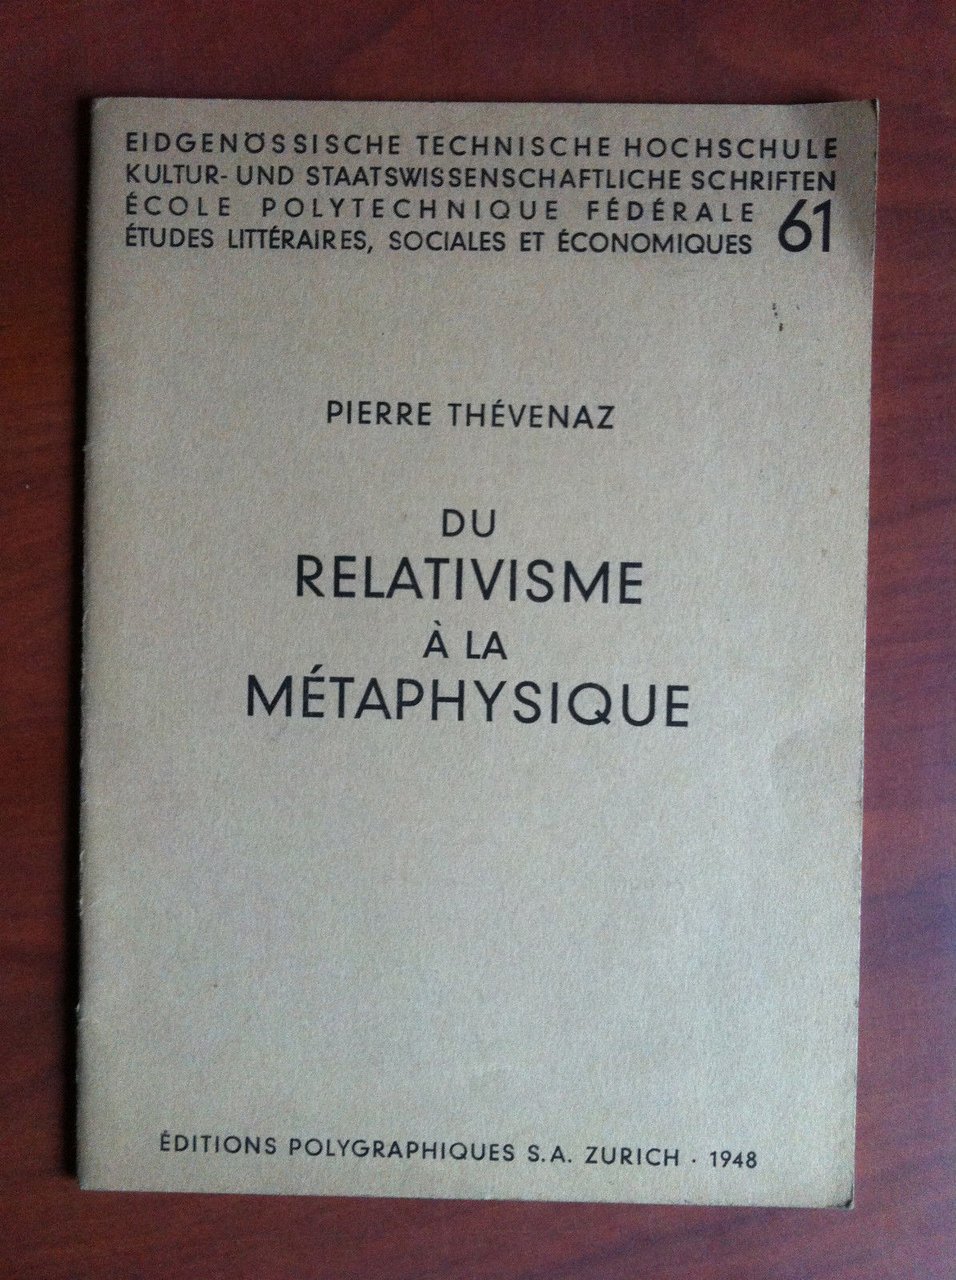 EIDGENÖSSISCHE TECHNISCHE HOCHSCHULE
KULTUR- UND STAATSWISSENSCHAFTLICHE SCHRIFTEN
ÉCOLE POLYTECHNIQUE FÉDÉRALE
ÉTUDES LITTÉRAIRES, SOCIALES ET ÉCONOMIQUES 61
PIERRE THÉVENAZ
DU
RELATIVISME
À LA
MÉTAPHYSIQUE
ÉDITIONS POLYGRAPHIQUES S.A. ZURICH · 1948